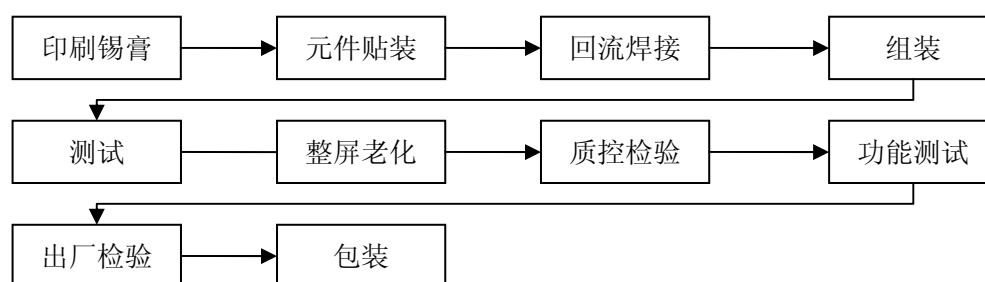 印刷锡膏
元件贴装
回流焊接
组装
测试
整屏老化
质控检验
功能测试
出厂检验
包装